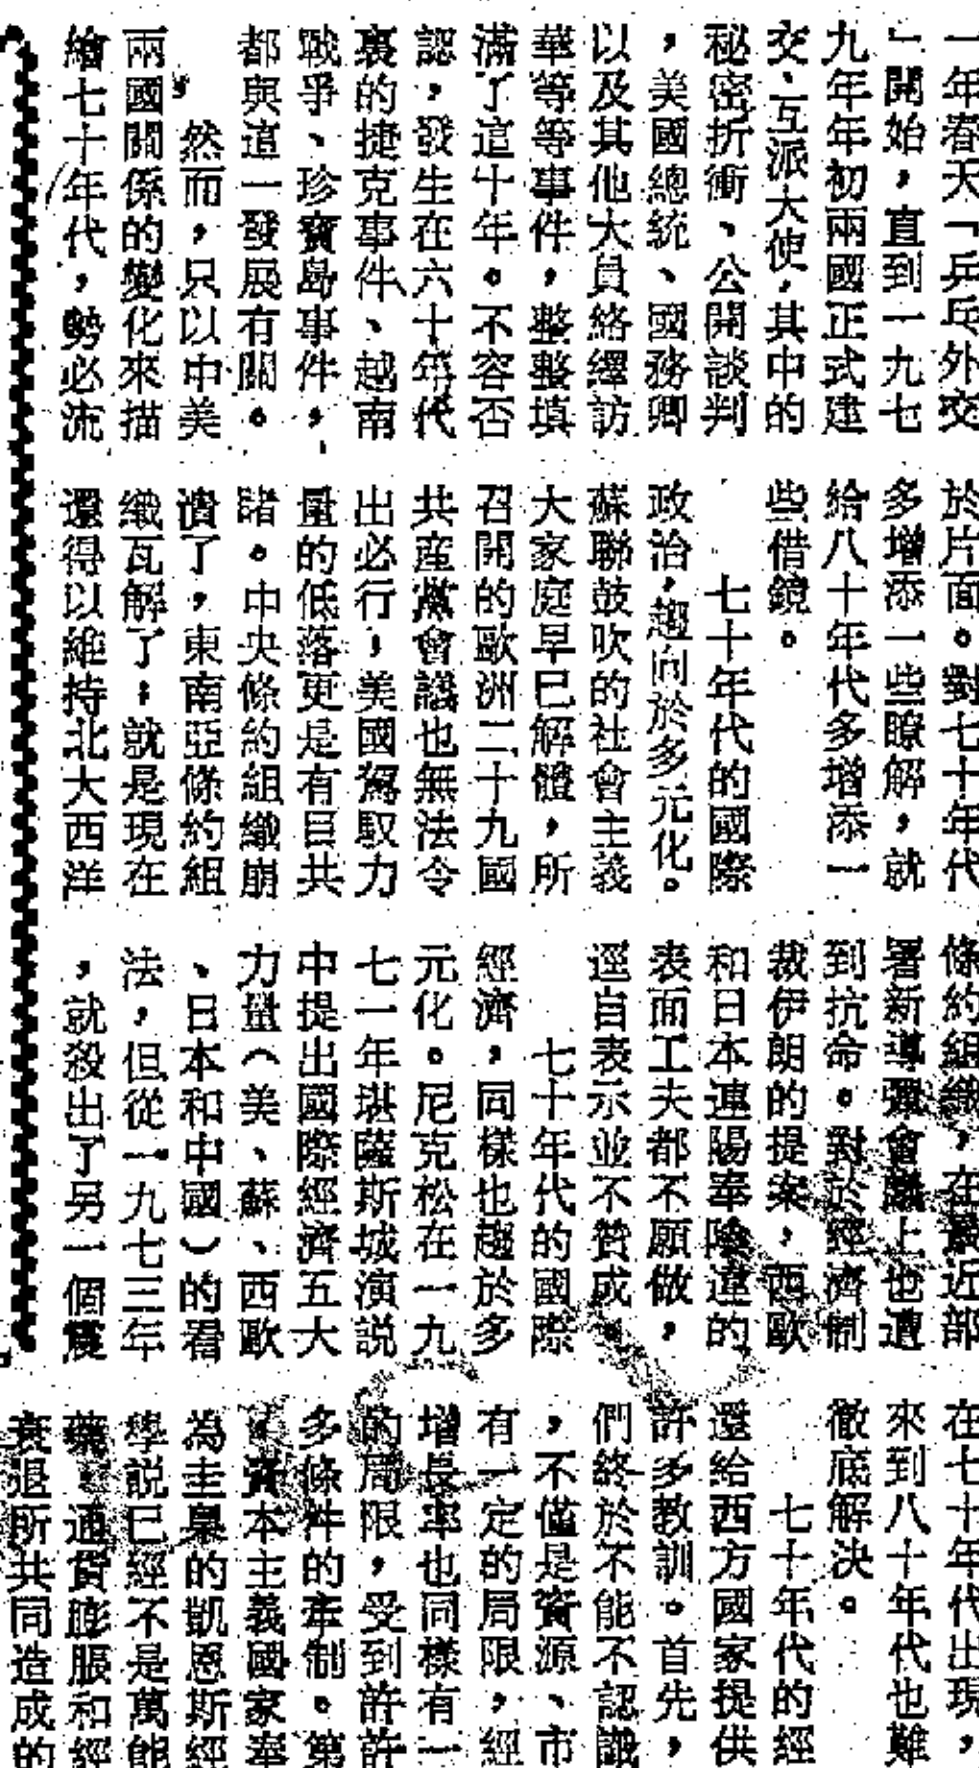 一年春天「乒乓外交
」開始，直到一九七
九年年初兩國正式建
交，互派大使，其中的
秘密折衝、公開談判
，美國總統、國務卿
以及其他大員絡繹訪
華等等事件，整整填
滿了這十年。不容否
認，發生在六十年代
裏的捷克事件、越南
戰爭、珍寶島事件，
都與這一發展有關。
然而，只以中美
兩國關係的變化來描
繪七十年代，勢必流
於片面。對七十年代
多增添一些瞭解，就
給八十年代多增添一
些借鏡。
七十年代的國際
政治，趨向於多元化。
蘇聯鼓吹的社會主義
大家庭早已解體，所
召開的歐洲二十九國
共産黨會議也無法令
出必行，美國駕馭力
量的低落更是有目共
睹。中央條約組織崩
潰了，東南亞條約組
織瓦解了；就是現在
還得以維持北大西洋
條約組織，在最近部
署新導彈會議上也遭
到抗命。對於經濟制
裁伊朗的提案，西歐
和日本連陽奉陰違的
表面工夫都不願做，
逕自表示並不贊成。
七十年代的國際
經濟，同樣也趨於多
元化。尼克松在一九
七一年堪薩斯城演説
中提出國際經濟五大
力量（美、蘇、西歐
、日本和中國）的看
法，但從一九七三年
，就殺出了另一個震
在七十年代出現，
來到八十年代也難
徹底解决。
七十年代的經
還給西方國家提供
許多教訓。首先，
們終於不能不認識
，不僅是資源、市
有一定的局限，經
增長率也同樣有一
的局限，受到許許
多條件的牽制。第
資本主義國家奉
為圭臬的凱恩斯經
學説已經不是萬能
藥，通貨膨脹和經
衰退所共同造成的